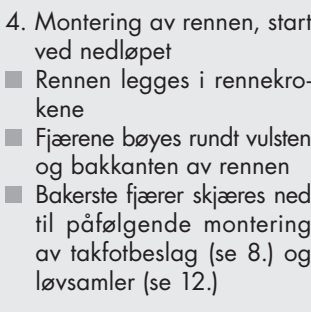 4. Montering av rennen, start
ved nedløpet
■ Rennen legges i rennekro-
kene
■ Fjærene bøyes rundt vulsten
og bakkanten av rennen
■ Bakerste fjærer skjæres ned
til påfølgende montering
av takfotbeslag (se 8.) og
løvsamler (se 12.)